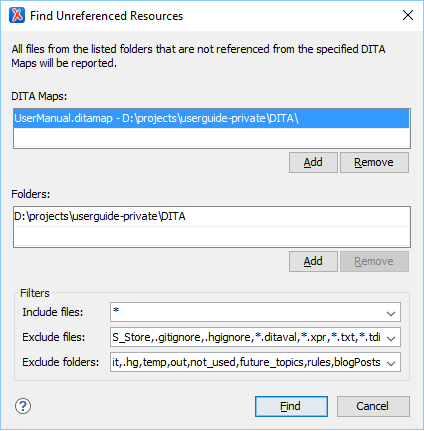 Find Unreferenced Resources
All files from the listed folders that are not referenced from the specified DITA
Maps will be reported.
DITA Maps:
UserManual.ditamap - D:\projects\userguide-private\DITA\
Add Remove
Folders:
D:\projects\userguide-private\DITA
Add Remove
Filters
Include files: *
Exclude files: S_Store,.gitignore,.hgignore,*.ditaval,*.xpr,*.txt,*.tdi
Exclude folders: it,.hg,temp,out,not_used,future_topics,rules,blogPosts
? Find Cancel